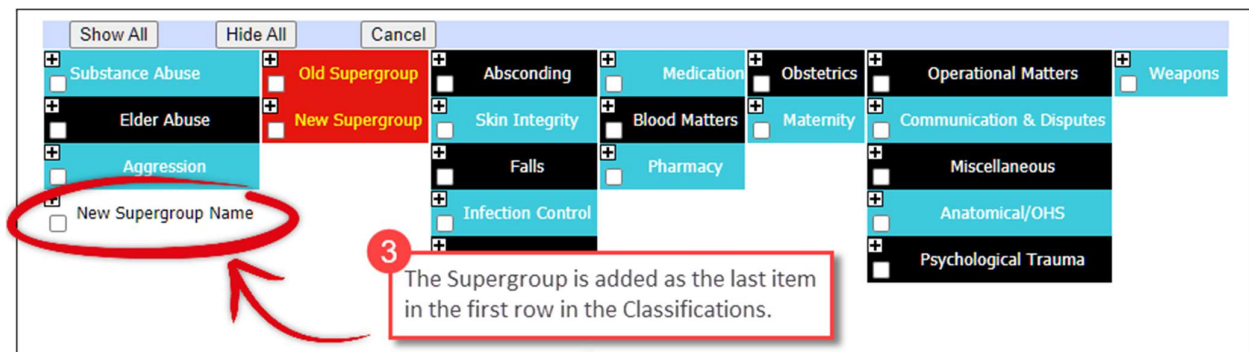 Show All Hide All Cancel
Substance Abuse Old Supergroup Absconding Medication Obstetrics Operational Matters Weapons
Elder Abuse New Supergroup Skin Integrity Blood Matters Maternity Communication & Disputes
Aggression Falls Pharmacy Miscellaneous
New Supergroup Name Infection Control Anatomical/OHS
Psychological Trauma
3
The Supergroup is added as the last item
in the first row in the Classifications.